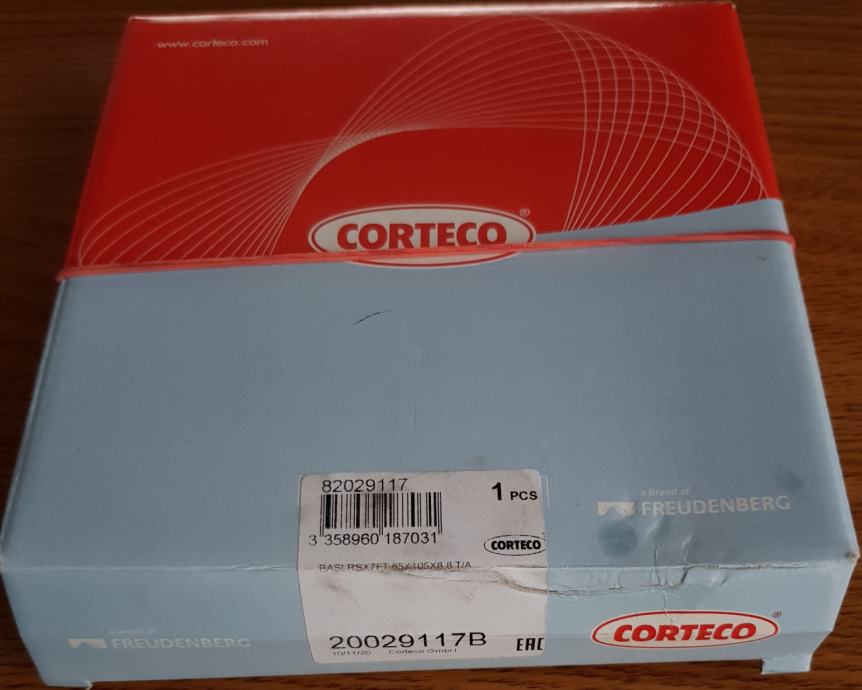 www.corteco.com
CORTECO®
82029117
1 PCS
3 358960 187031
CORTECO
BASLRSX7FT 85X105X8,8 T/A
a brand of
FREUDENBERG
20029117B
EAC
10/11/20 Corteco GmbH
a brand of
FREUDENBERG
CORTECO®